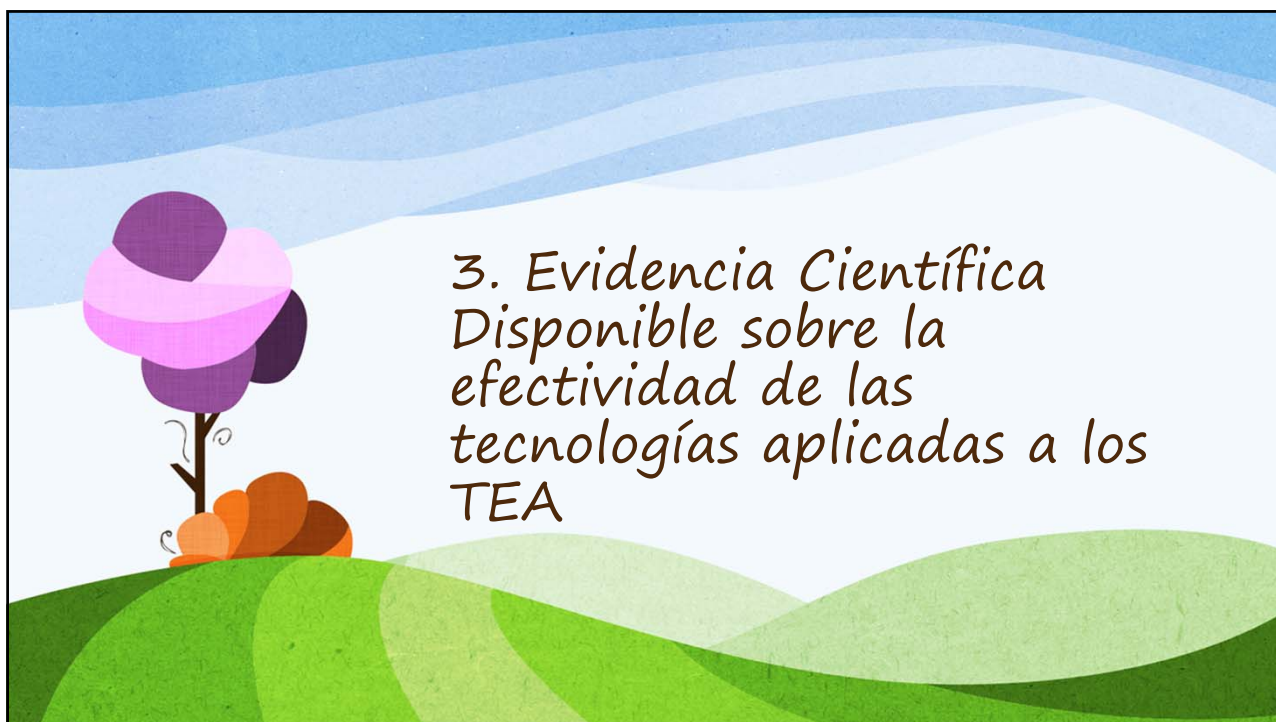 3. Evidencia Científica
Disponible sobre la
efectividad de las
tecnologías aplicadas a los
TEA